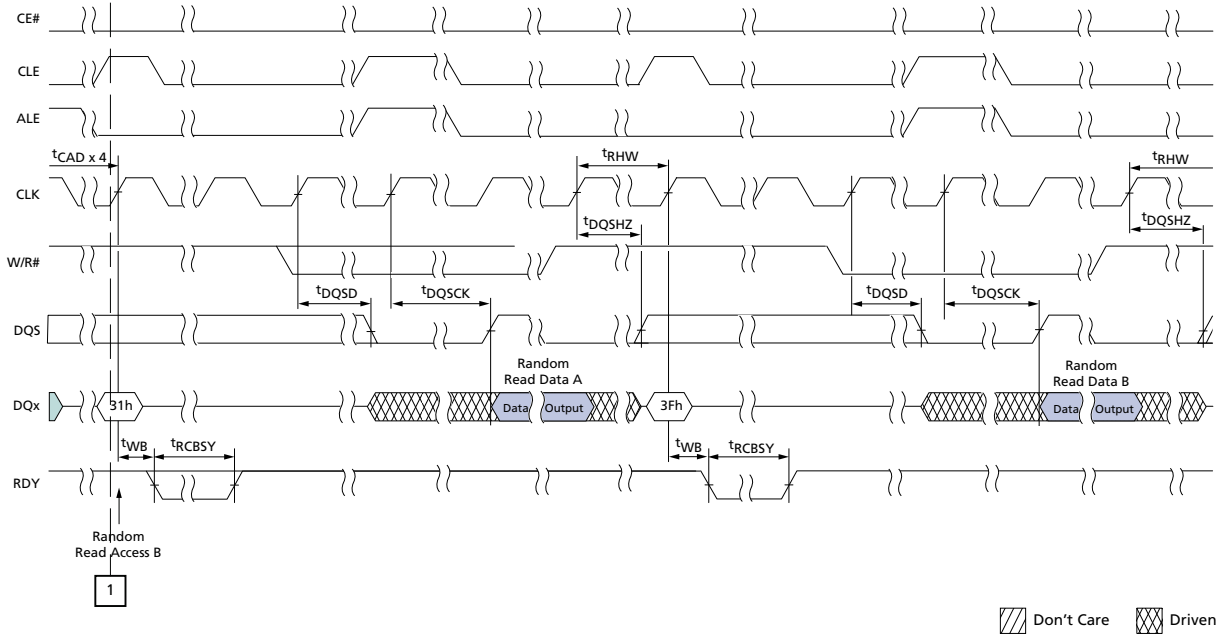 CE#
CLE
ALE
tCAD x 4
tRHW
tRHW
CLK
tDQSHZ
tDQSHZ
W/R#
tDQSD
tDQSCK
tDQSD
tDQSCK
DQS
Random
Read Data A
Random
Read Data B
DQx
31h
Data Output
3Fh
Data Output
tWB
tRCBSY
tWB
tRCBSY
RDY
Random
Read Access B
1
Don't Care
Driven